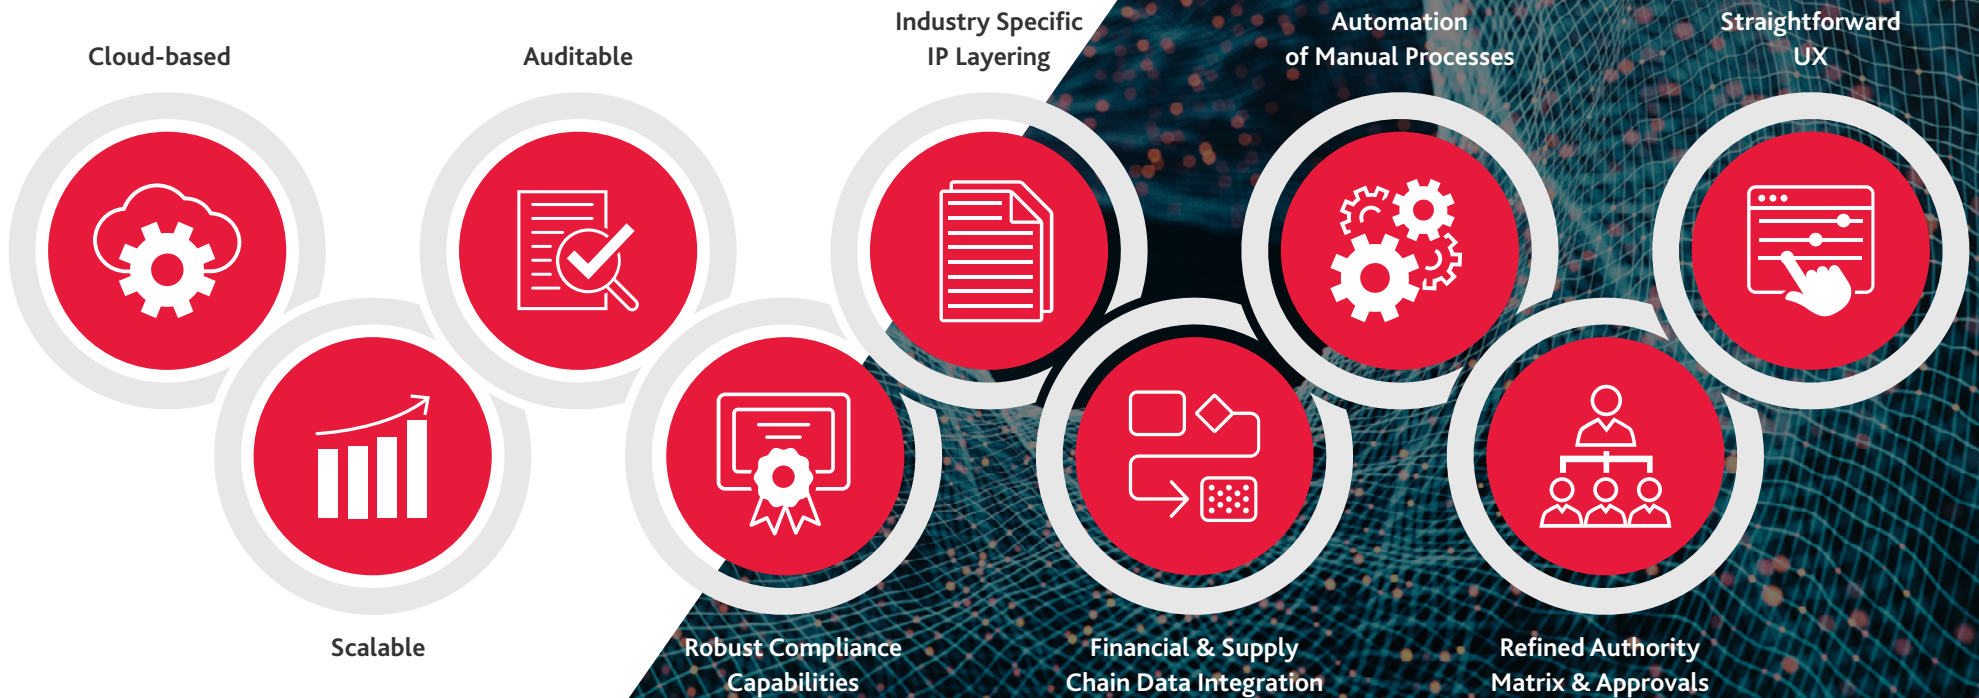 Cloud-based
Auditable
Industry Specific
IP Layering
Automation
of Manual Processes
Straightforward
UX
Scalable
Robust Compliance
Capabilities
Financial & Supply
Chain Data Integration
Refined Authority
Matrix & Approvals